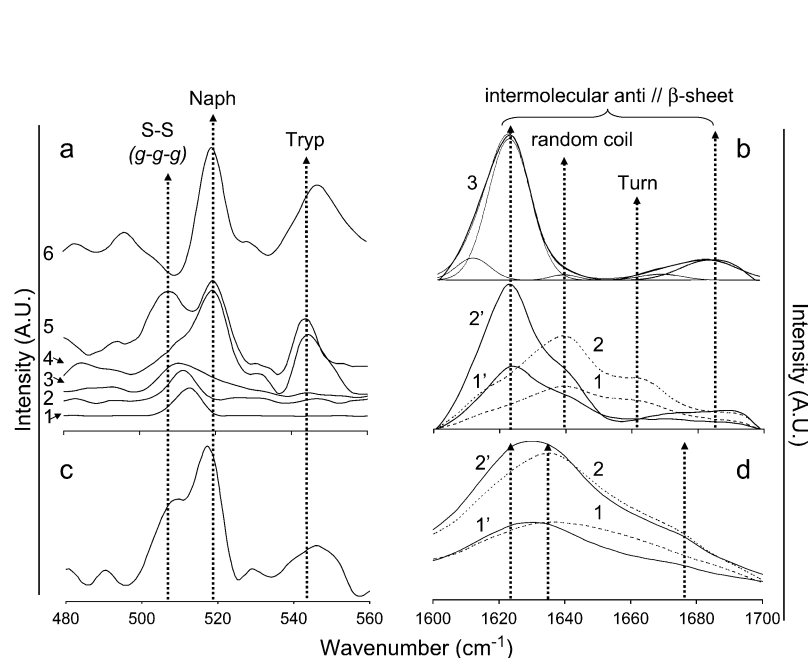 intermolecular anti // β-sheet
Naph
S-S
(g-g-g)
Tryp
random coil
Turn
a
b
3
6
5
4
3
2
1
2'
1'
2
1
c
d
2'
2
1'
1
Intensity (A.U.)
Intensity (A.U.)
480 500 520 540 560
1600 1620 1640 1660 1680 1700
Wavenumber (cm-1)